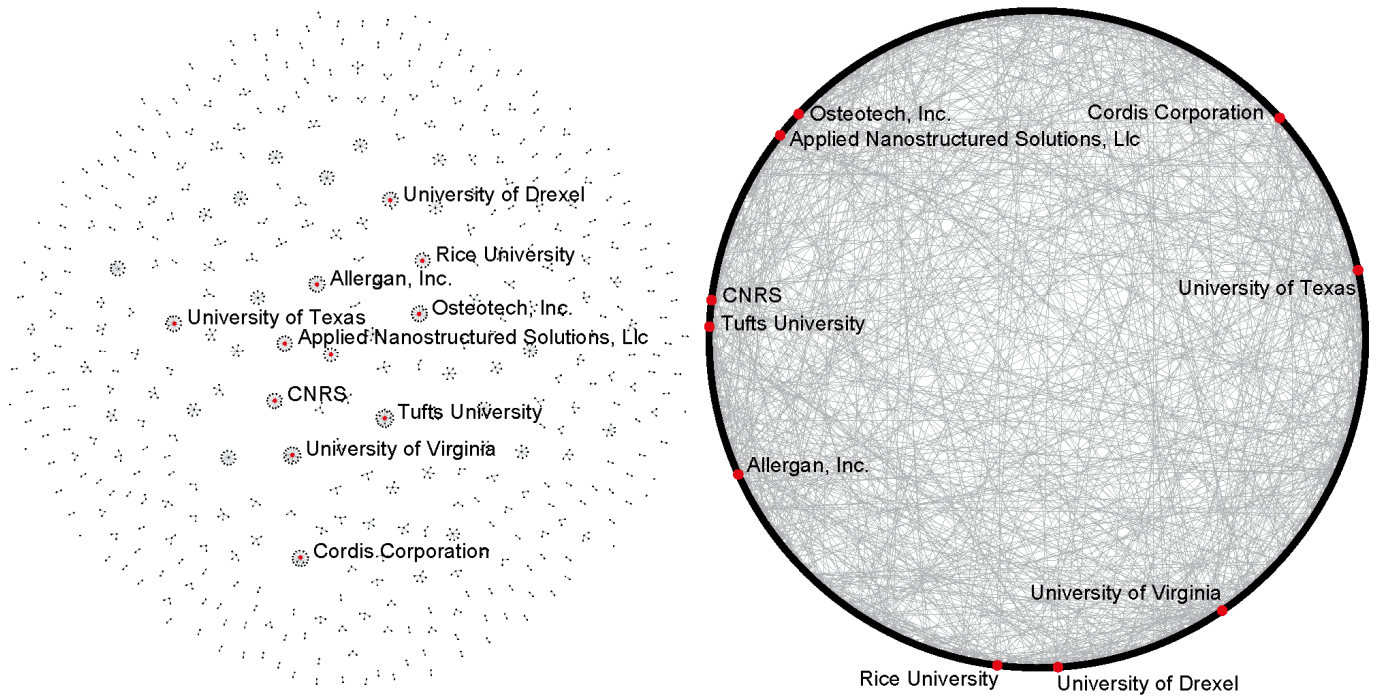 University of Drexel
Rice University
Allergan, Inc.
Osteotech, Inc.
University of Texas
Applied Nanostructured Solutions, Llc
CNRS
Tufts University
University of Virginia
Cordis Corporation
Osteotech, Inc.
Cordis Corporation
Applied Nanostructured Solutions, Llc
University of Texas
CNRS
Tufts University
Allergan, Inc.
University of Virginia
Rice University
University of Drexel